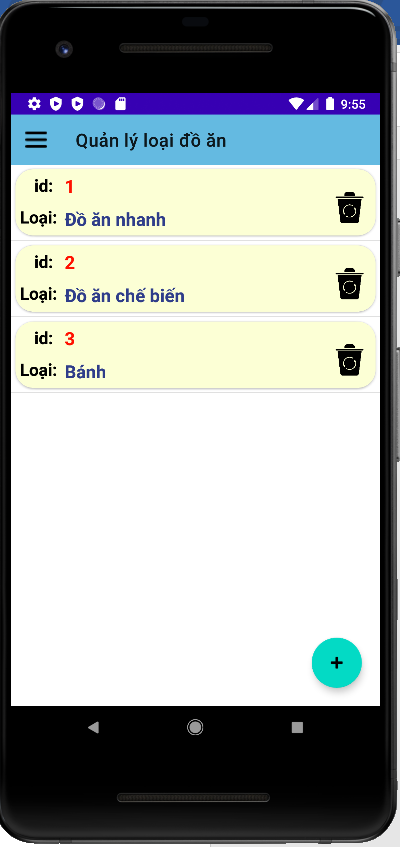 9:55
Quản lý loại đồ ăn
id: 1
Loại: Đồ ăn nhanh
id: 2
Loại: Đồ ăn chế biến
id: 3
Loại: Bánh
+